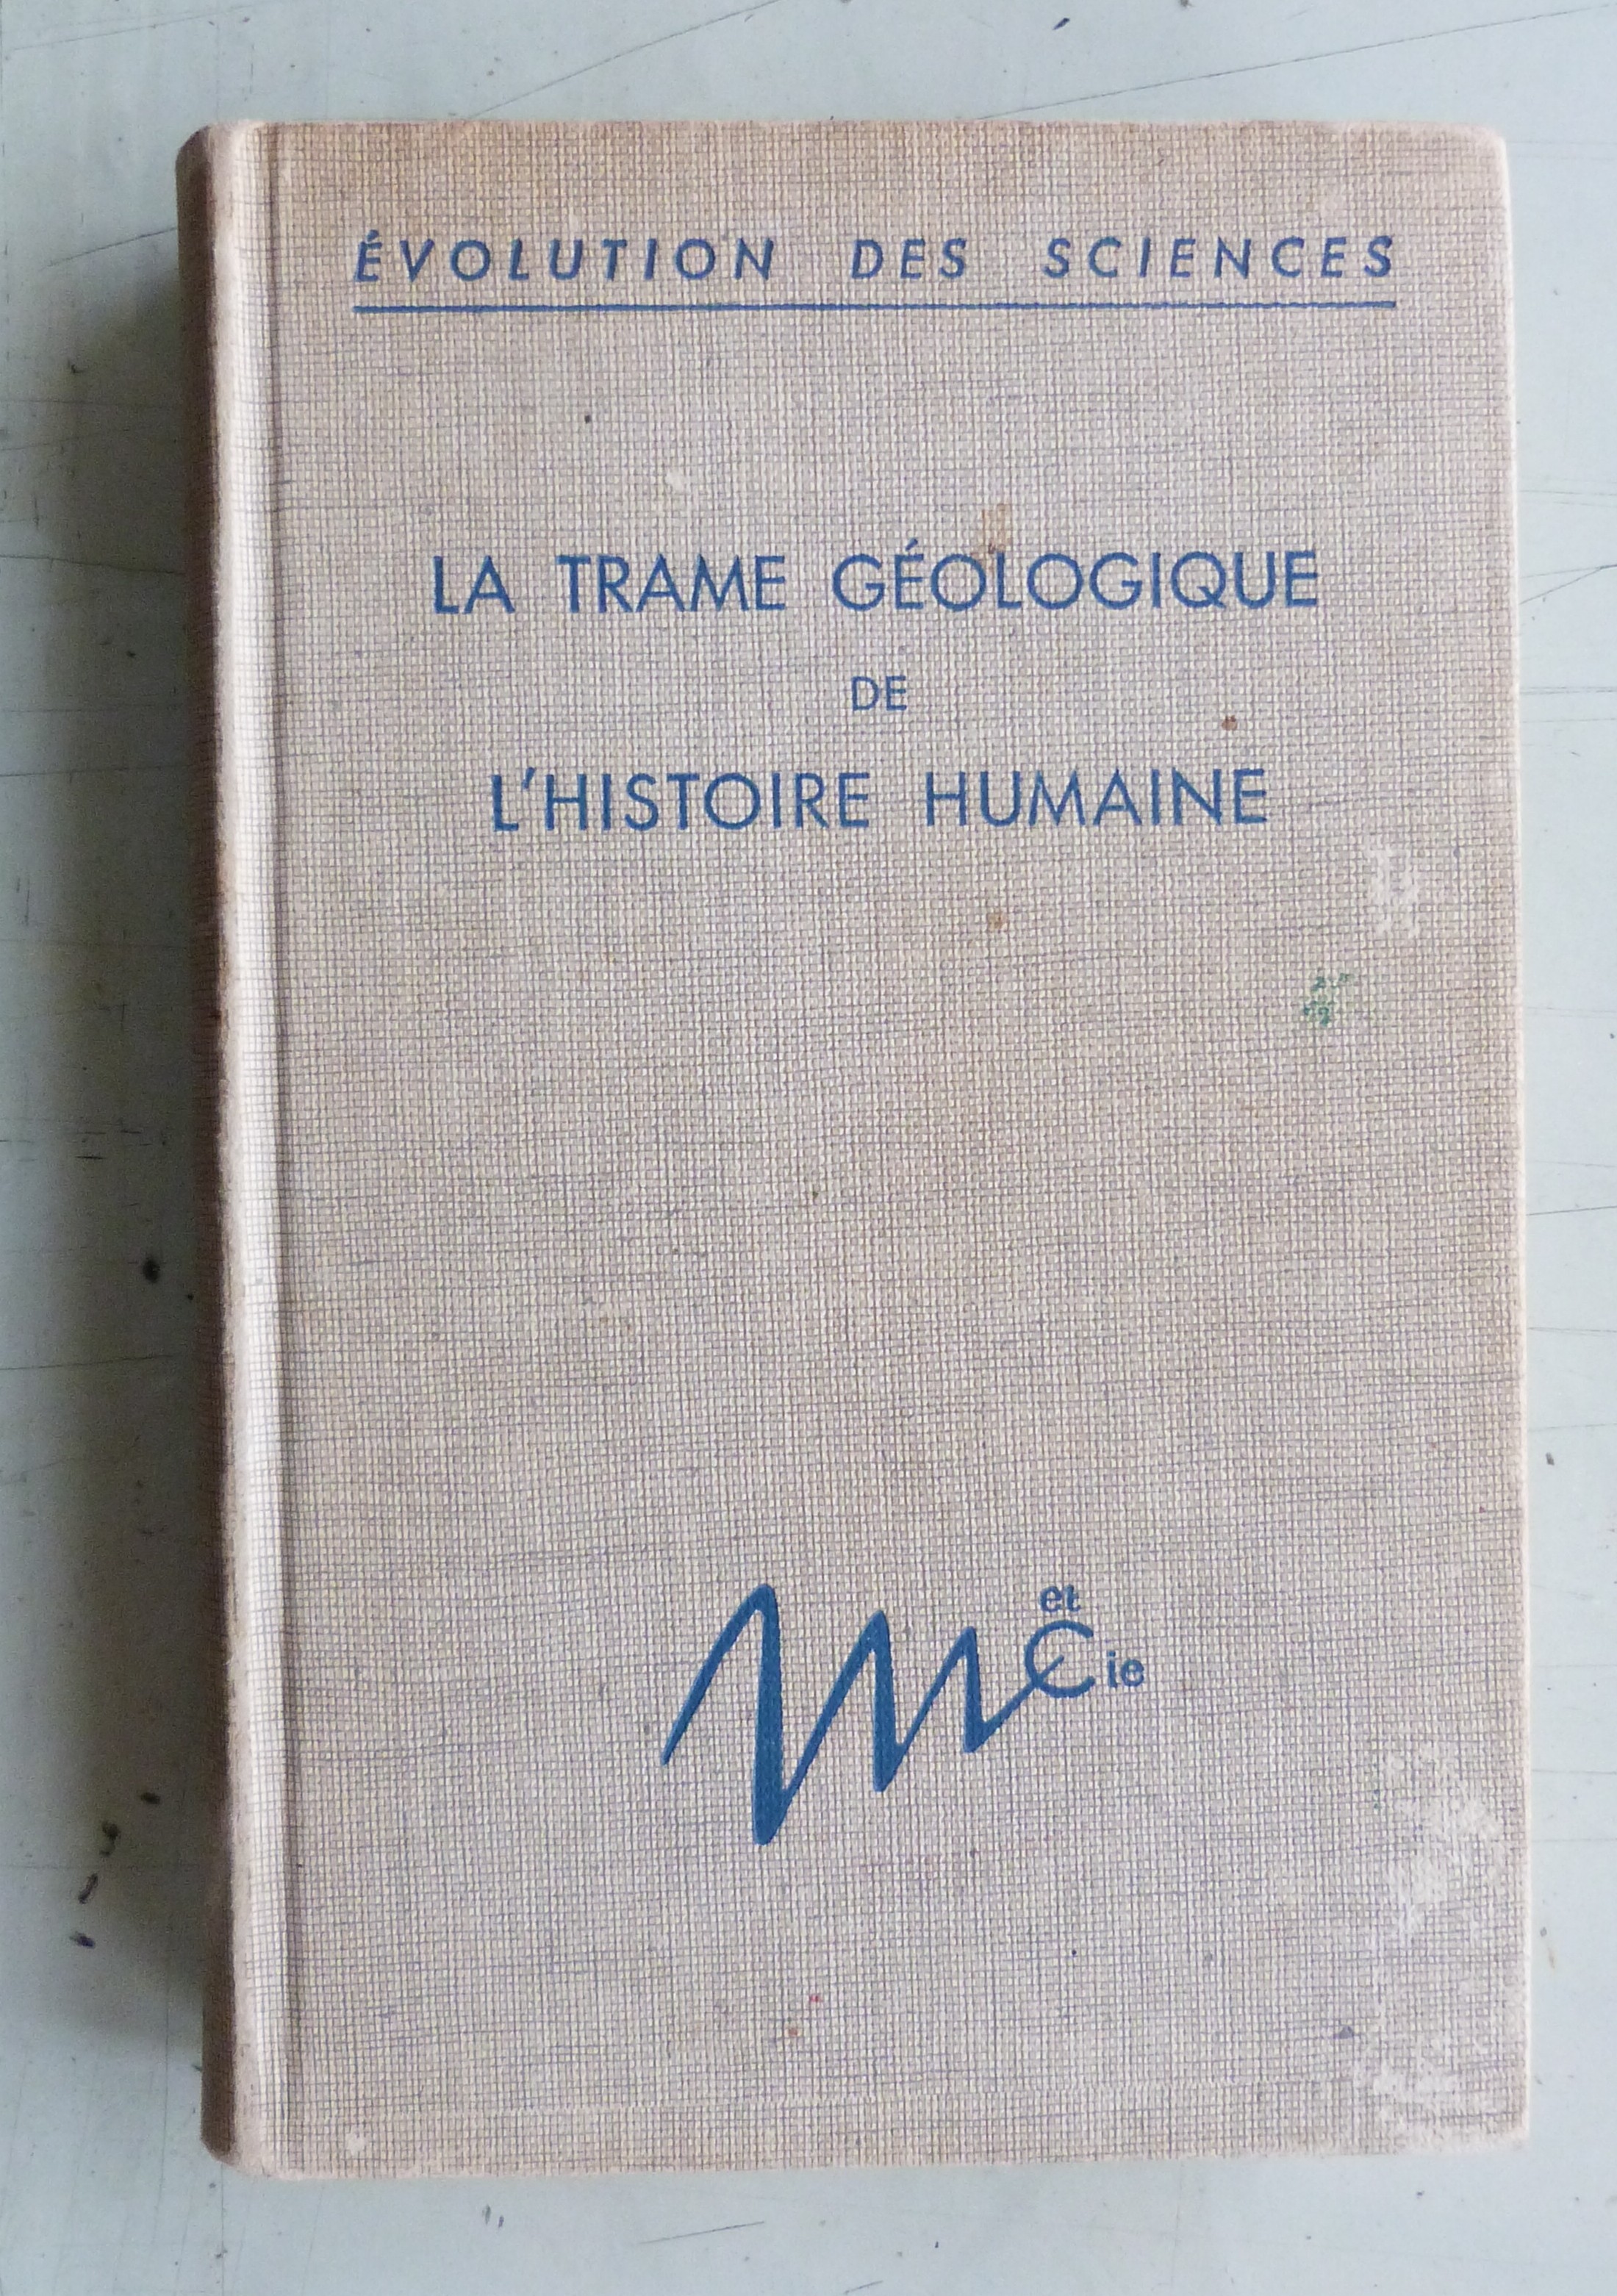 ÉVOLUTION DES SCIENCES
LA TRAME GÉOLOGIQUE
DE
L'HISTOIRE HUMAINE
M et Cie